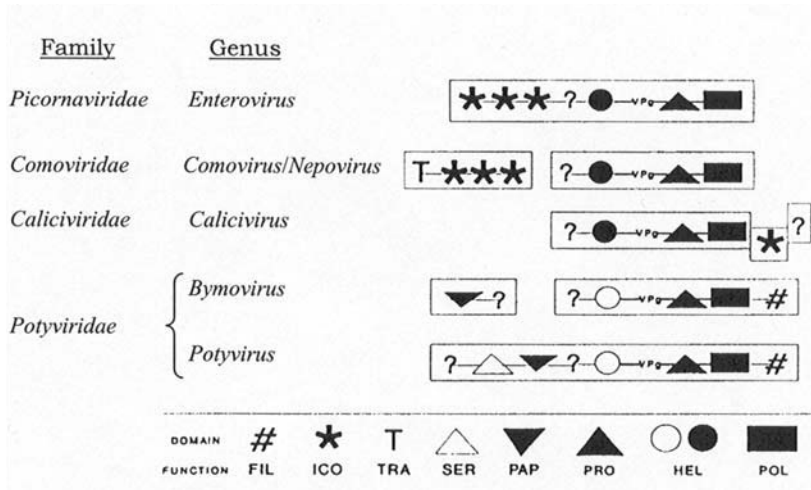 Family Genus
Picornaviridae Enterovirus ? VPg
Comoviridae Comovirus/Nepovirus T ? VPg
Caliciviridae Calicivirus ? VPg ?
Bymovirus ? ? VPg #
Potyviridae
Potyvirus ? ? VPg #
DOMAIN # T
FUNCTION FIL ICO TRA SER PAP PRO HEL POL